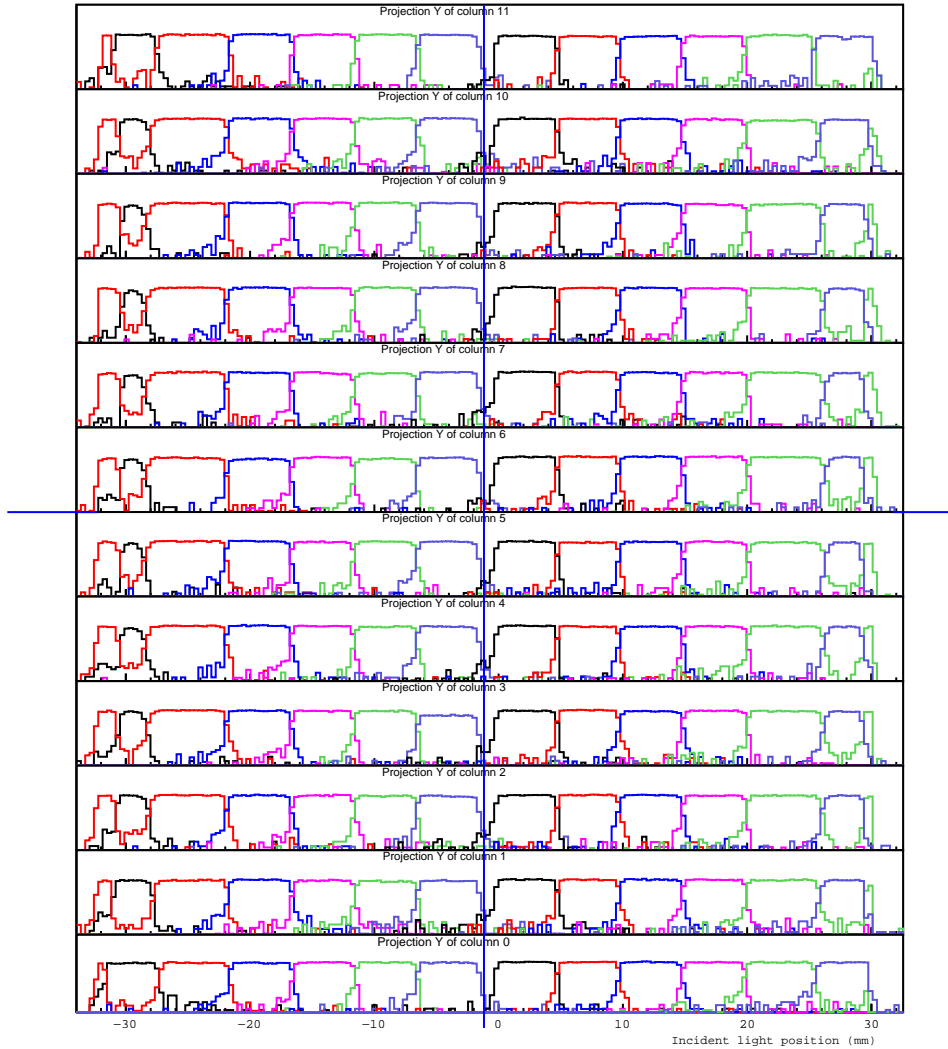 Projection Y of column 11
Projection Y of column 10
Projection Y of column 9
Projection Y of column 8
Projection Y of column 7
Projection Y of column 6
Projection Y of column 5
Projection Y of column 4
Projection Y of column 3
Projection Y of column 2
Projection Y of column 1
Projection Y of column 0
−30 −20 −10 0 10 20 30
Incident light position (mm)